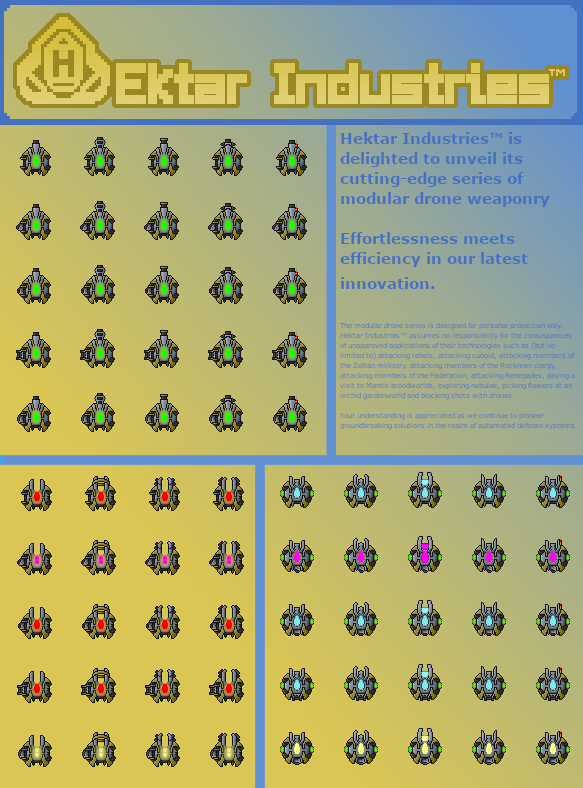 HEktar Industries™
Hektar Industries™ is
delighted to unveil its
cutting-edge series of
modular drone weaponry
Effortlessness meets
efficiency in our latest
innovation.
The modular drone series is designed for personal protection only.
Hektar Industries™ assumes no responsibility for the consequences
of unapproved applications of their technologies such as (but no
limited to) attacking rebels, attacking cuboid, attacking members of
the Zoltan ministry, attacking members of the Rockmen clergy,
attacking members of the Federation, attacking Renegades, paying a
visit to Mantis broodworlds, exploring nebulae, picking flowers at an
orchid gardenworld and blocking shots with drones.
Your understanding is appreciated as we continue to pioneer
groundbreaking solutions in the realm of automated defense systems.